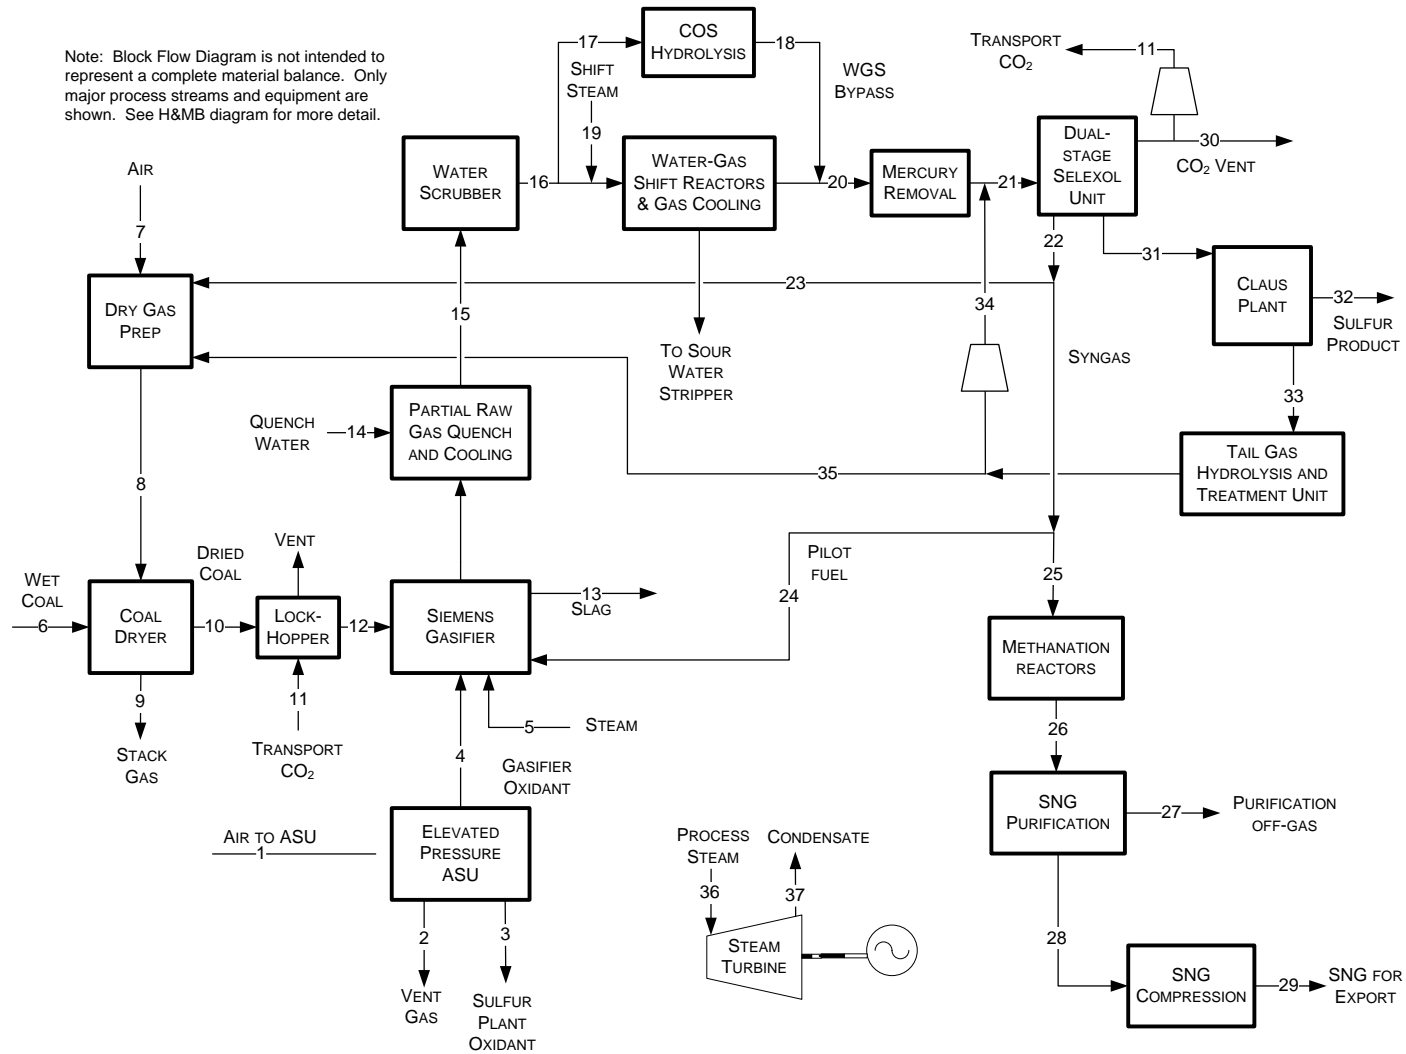 Note: Block Flow Diagram is not intended to
represent a complete material balance. Only
major process streams and equipment are
shown. See H&MB diagram for more detail.
17
COS
HYDROLYSIS
18
SHIFT
STEAM
19
WGS
BYPASS
TRANSPORT
CO2
11
WATER
SCRUBBER
16
WATER-GAS
SHIFT REACTORS
& GAS COOLING
20
MERCURY
REMOVAL
21
DUAL-
STAGE
SELEXOL
UNIT
30
CO2 VENT
AIR
7
22
31
CLAUS
PLANT
32
SULFUR
PRODUCT
DRY GAS
PREP
23
15
34
TO SOUR
WATER
STRIPPER
SYNGAS
33
QUENCH
WATER
14
PARTIAL RAW
GAS QUENCH
AND COOLING
TAIL GAS
HYDROLYSIS AND
TREATMENT UNIT
35
8
VENT
DRIED
COAL
PILOT
FUEL
24
25
WET
COAL
6
COAL
DRYER
10
LOCK-
HOPPER
12
SIEMENS
GASIFIER
13
SLAG
METHANATION
REACTORS
9
STACK
GAS
11
TRANSPORT
CO2
5
STEAM
4
GASIFIER
OXIDANT
26
AIR TO ASU
1
ELEVATED
PRESSURE
ASU
SNG
PURIFICATION
27
PURIFICATION
OFF-GAS
PROCESS
STEAM
36
CONDENSATE
37
STEAM
TURBINE
2
VENT
GAS
3
SULFUR
PLANT
OXIDANT
28
SNG
COMPRESSION
29
SNG FOR
EXPORT